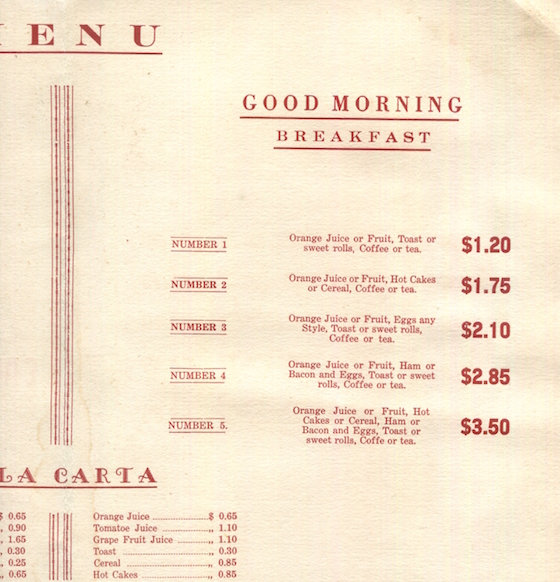 ENU
GOOD MORNING
BREAKFAST
NUMBER 1
Orange Juice or Fruit, Toast or
sweet rolls, Coffee or tea.
$1.20
NUMBER 2
Orange Juice or Fruit, Hot Cakes
or Cereal, Coffee or tea.
$1.75
NUMBER 3
Orange Juice or Fruit, Eggs any
Style, Toast or sweet rolls,
Coffee or tea.
$2.10
NUMBER 4
Orange Juice or Fruit, Ham or
Bacon and Eggs, Toast or sweet
rolls, Coffee or tea.
$2.85
NUMBER 5.
Orange Juice or Fruit, Hot
Cakes or Cereal, Ham or
Bacon and Eggs, Toast or
sweet rolls, Coffe or tea.
$3.50
LA CARTA
$ 0.65
„ 0.90
„ 1.65
„ 0.30
„ 0.25
„ 0.65
Orange Juice ..................... $ 0.65
Tomatoe Juice .................. „ 1.10
Grape Fruit Juice ............. „ 1.10
Toast ................................ „ 0.30
Cereal ............................... „ 0.85
Hot Cakes ........................ „ 0.85